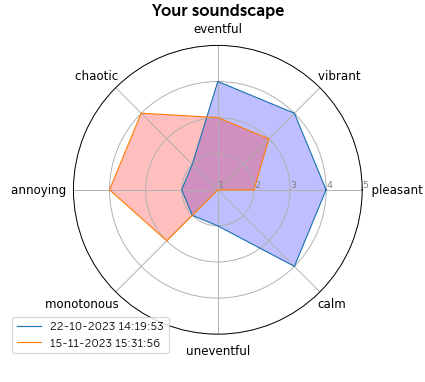 Your soundscape
eventful
chaotic
vibrant
annoying
1 2 3 4 5
pleasant
monotonous
calm
22-10-2023 14:19:53
15-11-2023 15:31:56
uneventful